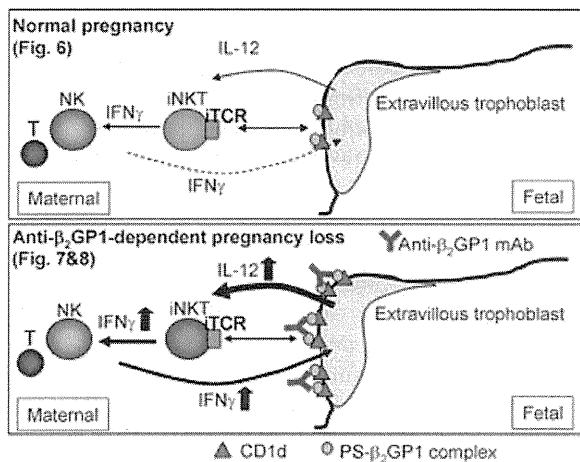 Normal pregnancy
(Fig. 6)
IL-12
NK
iNKT
iTCR
Extravillous trophoblast
IFNγ
T
IFNγ
Maternal
Fetal
Anti-β₂GP1-dependent pregnancy loss
(Fig. 7&8)
Anti-β₂GP1 mAb
IL-12
NK
iNKT
IFNγ
iTCR
Extravillous trophoblast
T
IFNγ
Maternal
Fetal
CD1d
PS-β₂GP1 complex